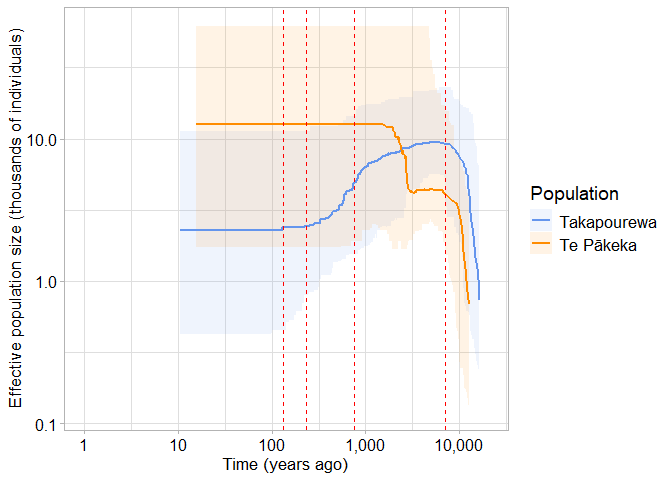 Effective population size (thousands of individuals)
10.0
1.0
0.1
1 10 100 1,000 10,000
Time (years ago)
Population
Takapourewa
Te Pākeka